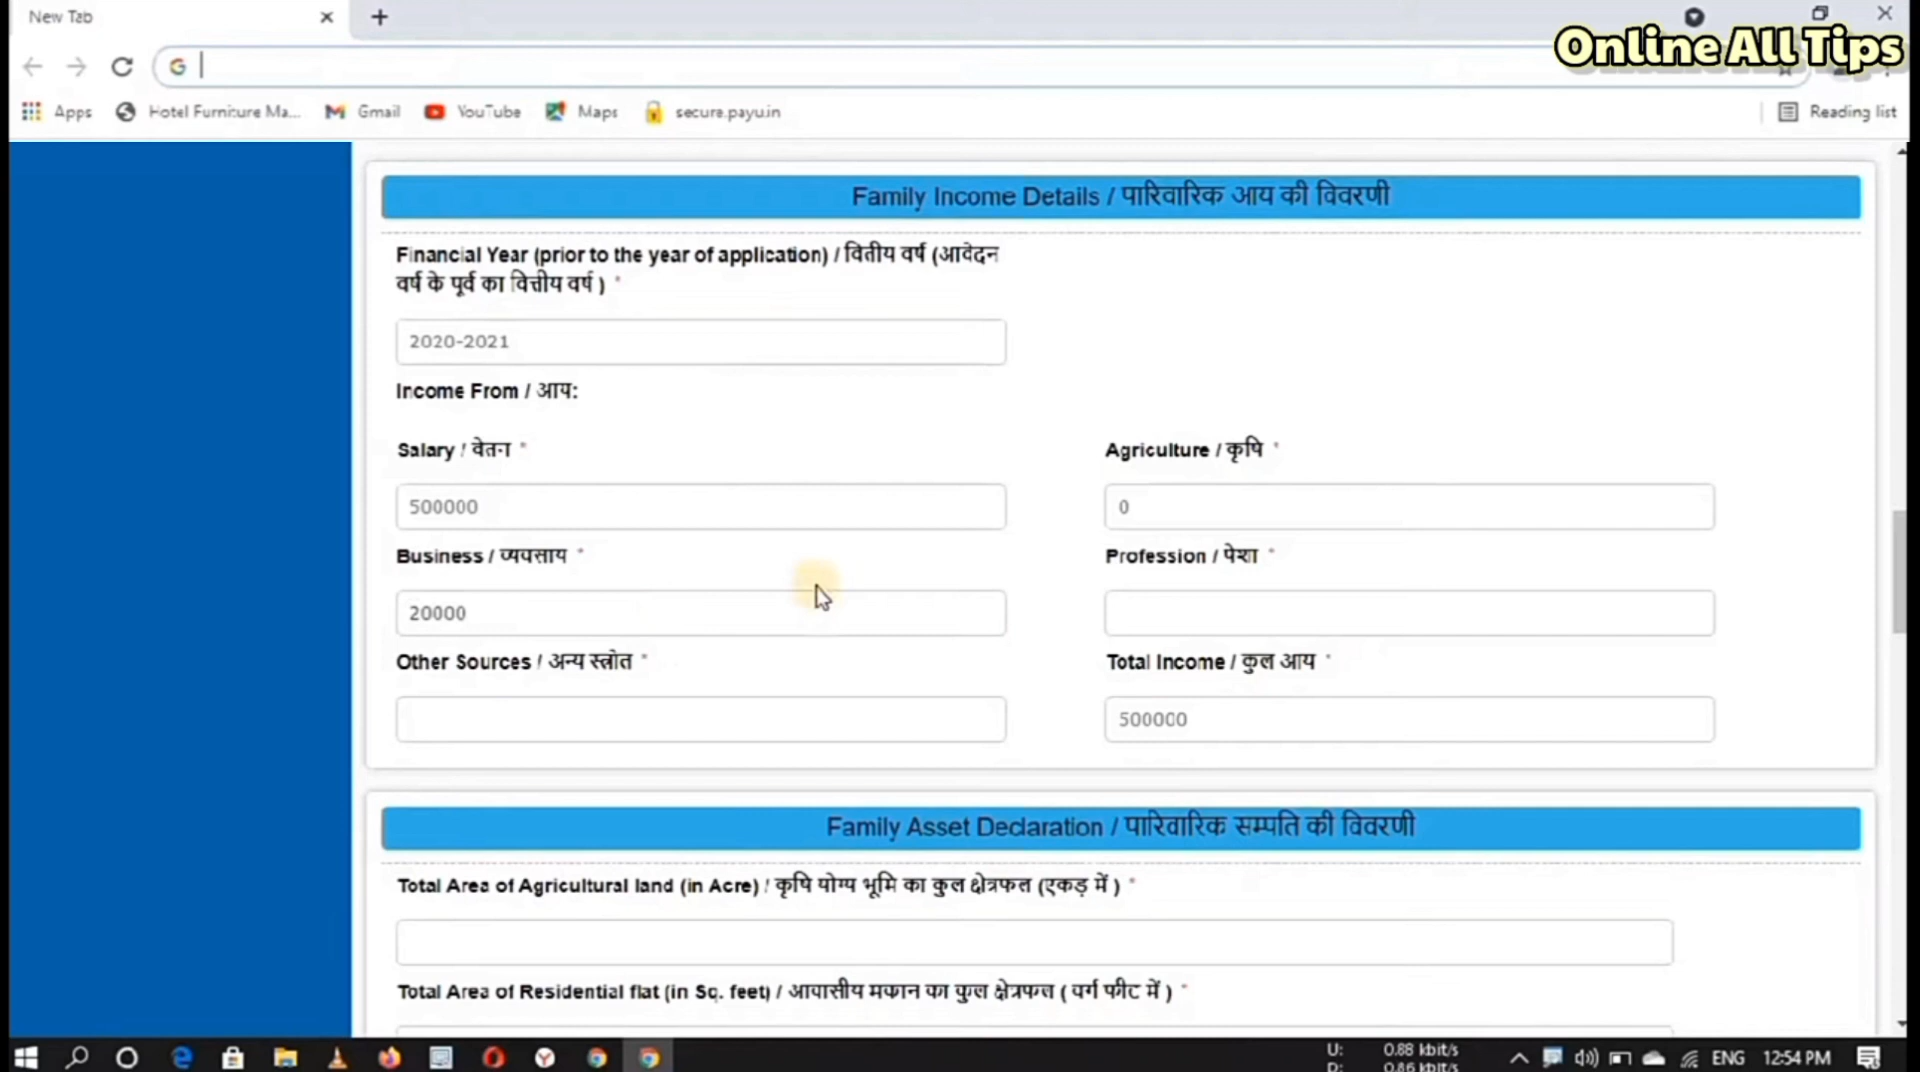 New Tab
Online All Tips
Apps
Hotel Furniture Ma...
Gmail
YouTube
Maps
secure.payu.in
Reading list
Family Income Details / पारिवारिक आय की विवरणी
Financial Year (prior to the year of application) / वितीय वर्ष (आवेदन
वर्ष के पूर्व का वित्तीय वर्ष ) *
2020-2021
Income From / आय:
Salary / वेतन *
Agriculture / कृषि *
500000
0
Business / व्यवसाय *
Profession / पेशा *
20000
Other Sources / अन्य स्त्रोत *
Total Income / कुल आय *
500000
Family Asset Declaration / पारिवारिक सम्पति की विवरणी
Total Area of Agricultural land (in Acre) / कृषि योग्य भूमि का कुल क्षेत्रफल (एकड़ में ) *
Total Area of Residential flat (in Sq. feet) / आवासीय मकान का कुल क्षेत्रफल ( वर्ग फीट में ) *
U: 0.88 kbit/s
D: 0.86 kbit/s
ENG
12:54 PM